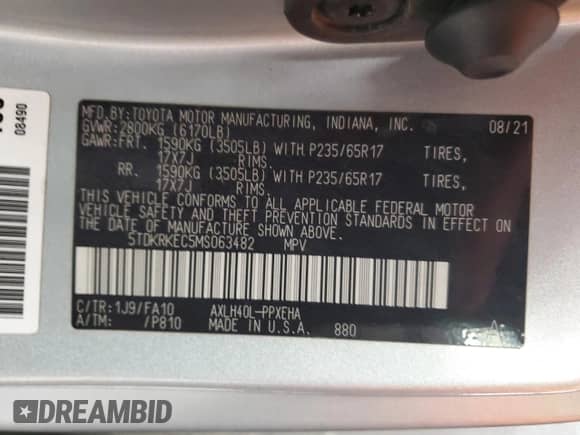 MFD.BY:TOYOTA MOTOR MANUFACTURING, INDIANA, INC. 08/21
GVWR: 2800KG (6170LB)
GAWR:FRT. 1590KG (3505LB) WITH P235/65R17 TIRES,
17X7J RIMS,
RR. 1590KG (3505LB) WITH P235/65R17 TIRES,
17X7J RIMS,
THIS VEHICLE CONFORMS TO ALL APPLICABLE FEDERAL MOTOR
VEHICLE SAFETY AND THEFT PREVENTION STANDARDS IN EFFECT ON
THE DATE OF MANUFACTURE SHOWN ABOVE.
5TDKRKEC5MS063482 MPV
C/TR: 1J9/FA10 AXLH40L-PPXEHA
A/TM: /P810 MADE IN U.S.A. 880
08490
DREAMBID